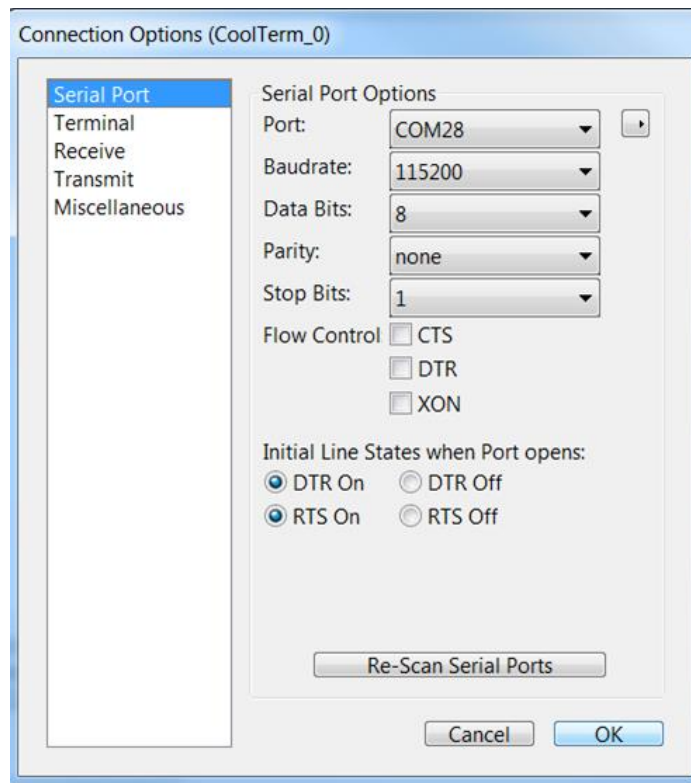 Connection Options (CoolTerm_0)
Serial Port
Terminal
Receive
Transmit
Miscellaneous
Serial Port Options
Port: COM28
Baudrate: 115200
Data Bits: 8
Parity: none
Stop Bits: 1
Flow Control CTS
DTR
XON
Initial Line States when Port opens:
DTR On DTR Off
RTS On RTS Off
Re-Scan Serial Ports
Cancel OK